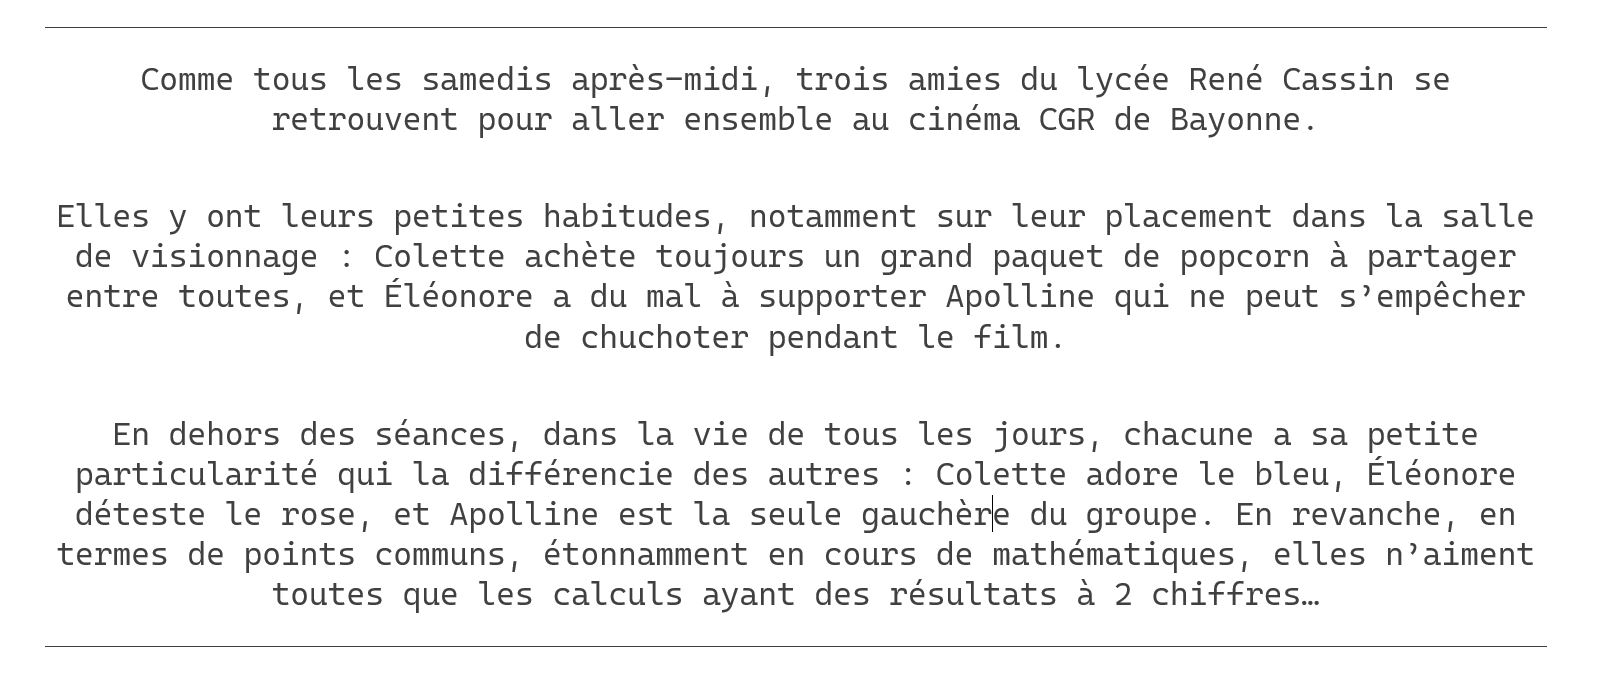 Comme tous les samedis après-midi, trois amies du lycée René Cassin se
retrouvent pour aller ensemble au cinéma CGR de Bayonne.
Elles y ont leurs petites habitudes, notamment sur leur placement dans la salle
de visionnage : Colette achète toujours un grand paquet de popcorn à partager
entre toutes, et Éléonore a du mal à supporter Apolline qui ne peut s’empêcher
de chuchoter pendant le film.
En dehors des séances, dans la vie de tous les jours, chacune a sa petite
particularité qui la différencie des autres : Colette adore le bleu, Éléonore
déteste le rose, et Apolline est la seule gauchère du groupe. En revanche, en
termes de points communs, étonnamment en cours de mathématiques, elles n’aiment
toutes que les calculs ayant des résultats à 2 chiffres…